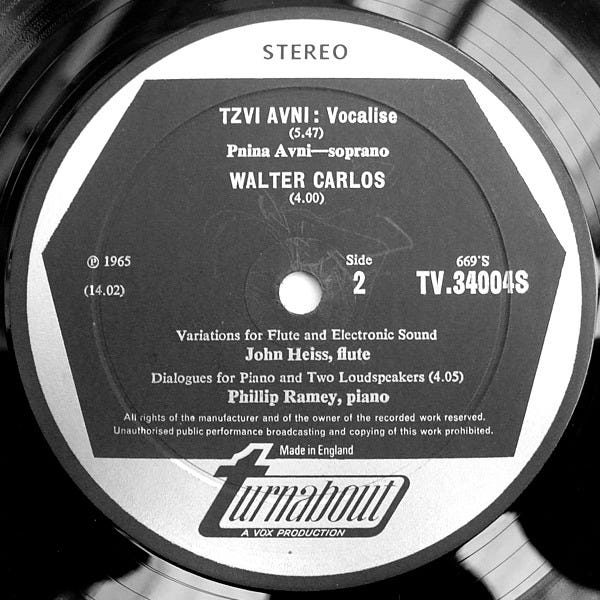 STEREO
TZVI AVNI: Vocalise
(5.47)
Pnina Avni—soprano
WALTER CARLOS
(4.00)
℗ 1965
(14.02)
Side
2
669'S
TV.34004S
Variations for Flute and Electronic Sound
John Heiss, flute
Dialogues for Piano and Two Loudspeakers (4.05)
Phillip Ramey, piano
All rights of the manufacturer and of the owner of the recorded work reserved.
Unauthorised public performance broadcasting and copying of this work prohibited.
Made in England
turnabout
A VOX PRODUCTION